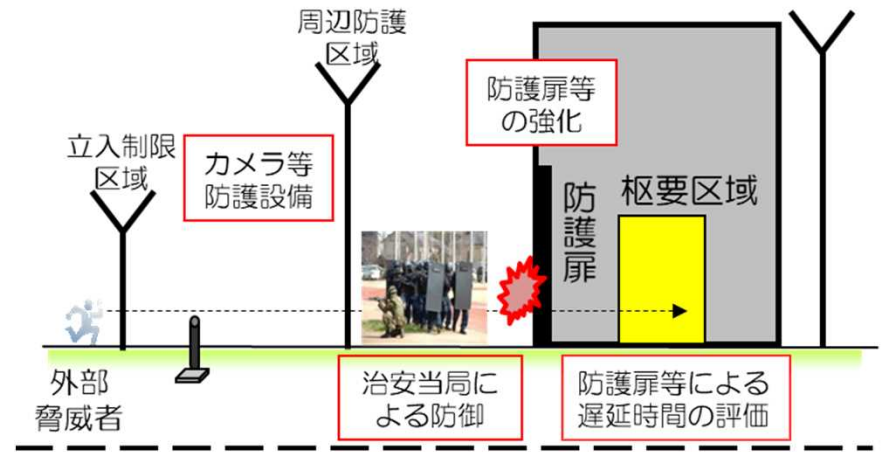 周辺防護
区域
防護扉等
の強化
立入制限
区域
カメラ等
防護設備
防護扉
枢要区域
外部
脅威者
治安当局に
よる防御
防護扉等による
遅延時間の評価